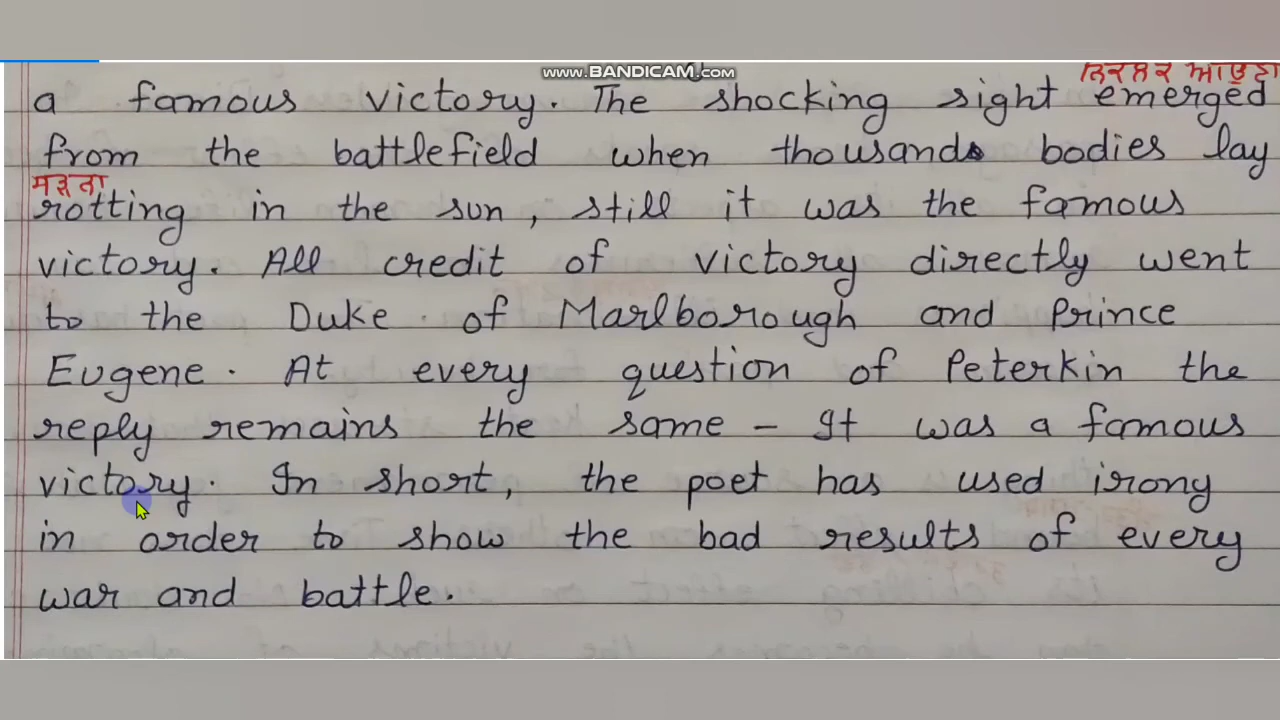 www.BANDICAM.com
ਨਿਕਲਕੇ ਆਉਣਾ
a famous victory. The shocking sight emerged
from the battlefield when thousands bodies lay
ਸੜਨਾ
rotting in the sun, still it was the famous
victory. All credit of victory directly went
to the Duke of Marlborough and Prince
Eugene. At every question of Peterkin the
reply remains the same – It was a famous
victory. In short, the poet has used irony
in order to show the bad results of every
war and battle.